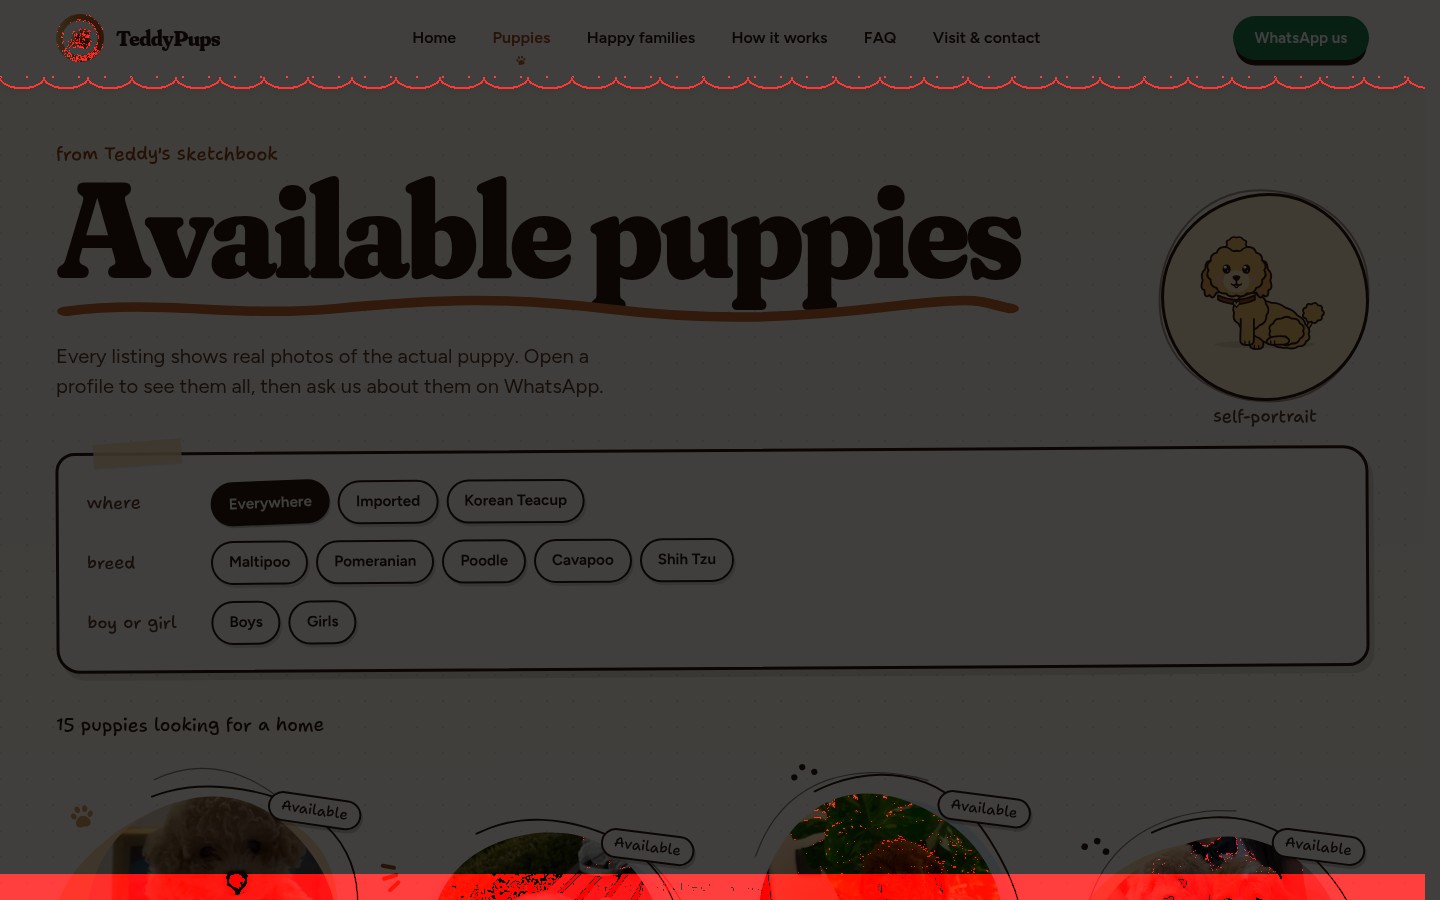 TeddyPups
Home
Puppies
Happy families
How it works
FAQ
Visit & contact
WhatsApp us
from Teddy's sketchbook
Available puppies
Every listing shows real photos of the actual puppy. Open a
profile to see them all, then ask us about them on WhatsApp.
self-portrait
where
Everywhere
Imported
Korean Teacup
breed
Maltipoo
Pomeranian
Poodle
Cavapoo
Shih Tzu
boy or girl
Boys
Girls
15 puppies looking for a home
Available
Available
Available
Available